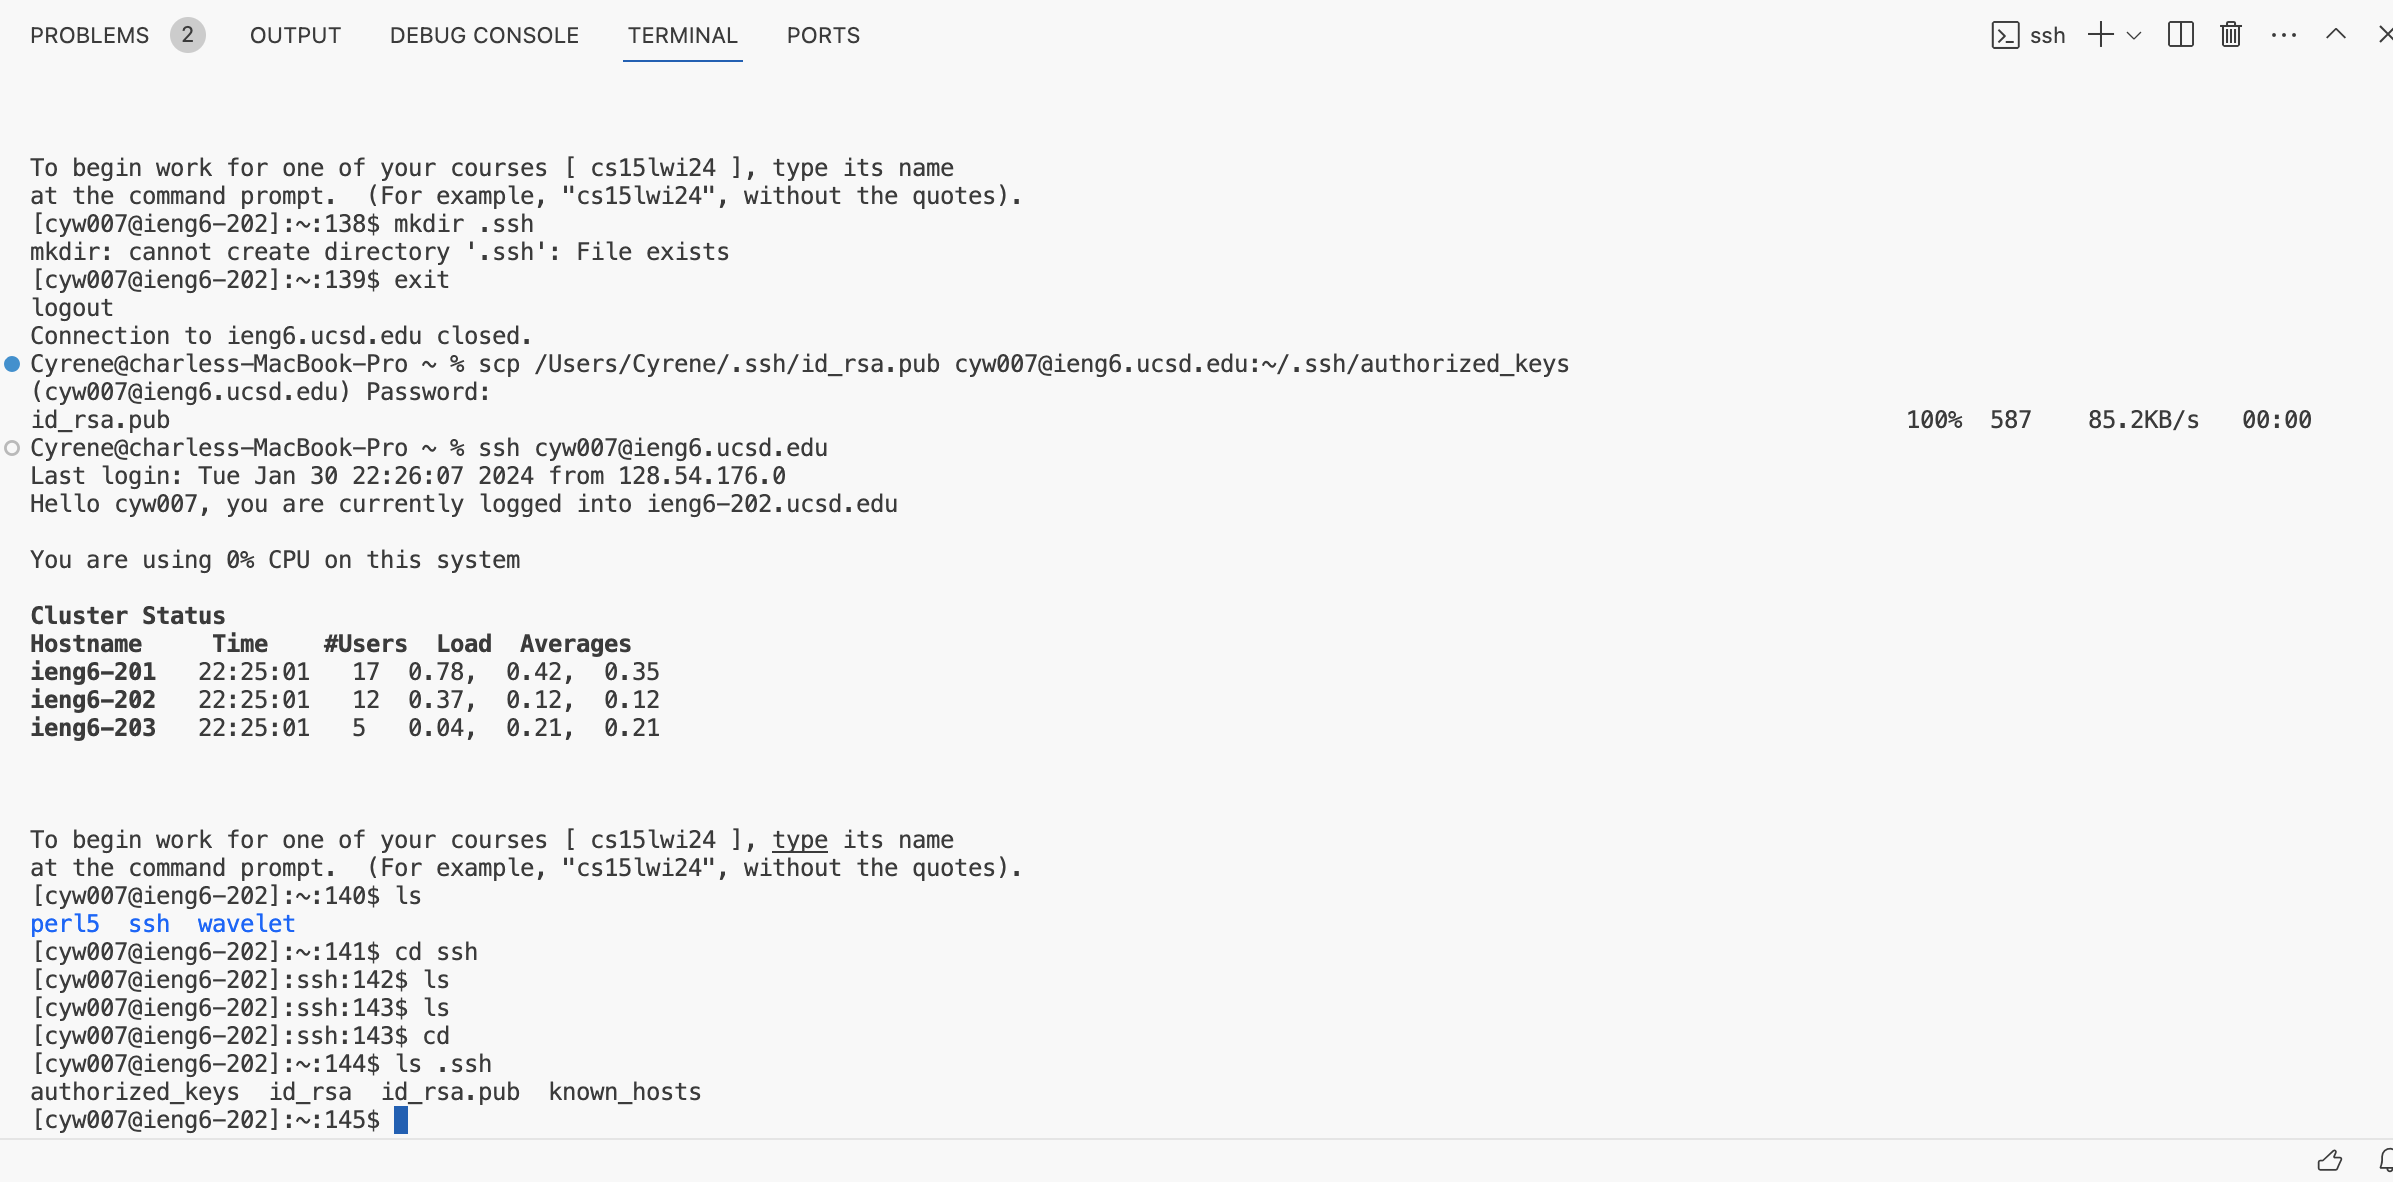 PROBLEMS 2 OUTPUT DEBUG CONSOLE TERMINAL PORTS ssh
To begin work for one of your courses [ cs15lwi24 ], type its name
at the command prompt.  (For example, "cs15lwi24", without the quotes).
[cyw007@ieng6-202]:~:138$ mkdir .ssh
mkdir: cannot create directory '.ssh': File exists
[cyw007@ieng6-202]:~:139$ exit
logout
Connection to ieng6.ucsd.edu closed.
Cyrene@charless-MacBook-Pro ~ % scp /Users/Cyrene/.ssh/id_rsa.pub cyw007@ieng6.ucsd.edu:~/.ssh/authorized_keys
(cyw007@ieng6.ucsd.edu) Password:
id_rsa.pub 100% 587 85.2KB/s 00:00
Cyrene@charless-MacBook-Pro ~ % ssh cyw007@ieng6.ucsd.edu
Last login: Tue Jan 30 22:26:07 2024 from 128.54.176.0
Hello cyw007, you are currently logged into ieng6-202.ucsd.edu
You are using 0% CPU on this system
Cluster Status
Hostname     Time    #Users  Load  Averages
ieng6-201   22:25:01   17  0.78,  0.42,  0.35
ieng6-202   22:25:01   12  0.37,  0.12,  0.12
ieng6-203   22:25:01   5   0.04,  0.21,  0.21
To begin work for one of your courses [ cs15lwi24 ], type its name
at the command prompt.  (For example, "cs15lwi24", without the quotes).
[cyw007@ieng6-202]:~:140$ ls
perl5  ssh  wavelet
[cyw007@ieng6-202]:~:141$ cd ssh
[cyw007@ieng6-202]:ssh:142$ ls
[cyw007@ieng6-202]:ssh:143$ ls
[cyw007@ieng6-202]:ssh:143$ cd
[cyw007@ieng6-202]:~:144$ ls .ssh
authorized_keys  id_rsa  id_rsa.pub  known_hosts
[cyw007@ieng6-202]:~:145$